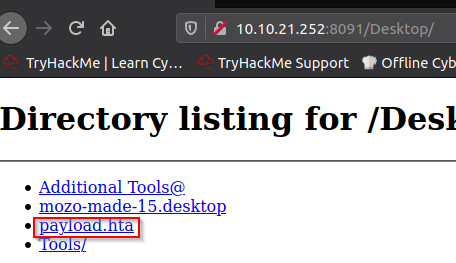 10.10.21.252:8091/Desktop/
TryHackMe | Learn Cy… TryHackMe Support Offline Cyb
Directory listing for /Des
Additional Tools@
mozo-made-15.desktop
payload.hta
Tools/